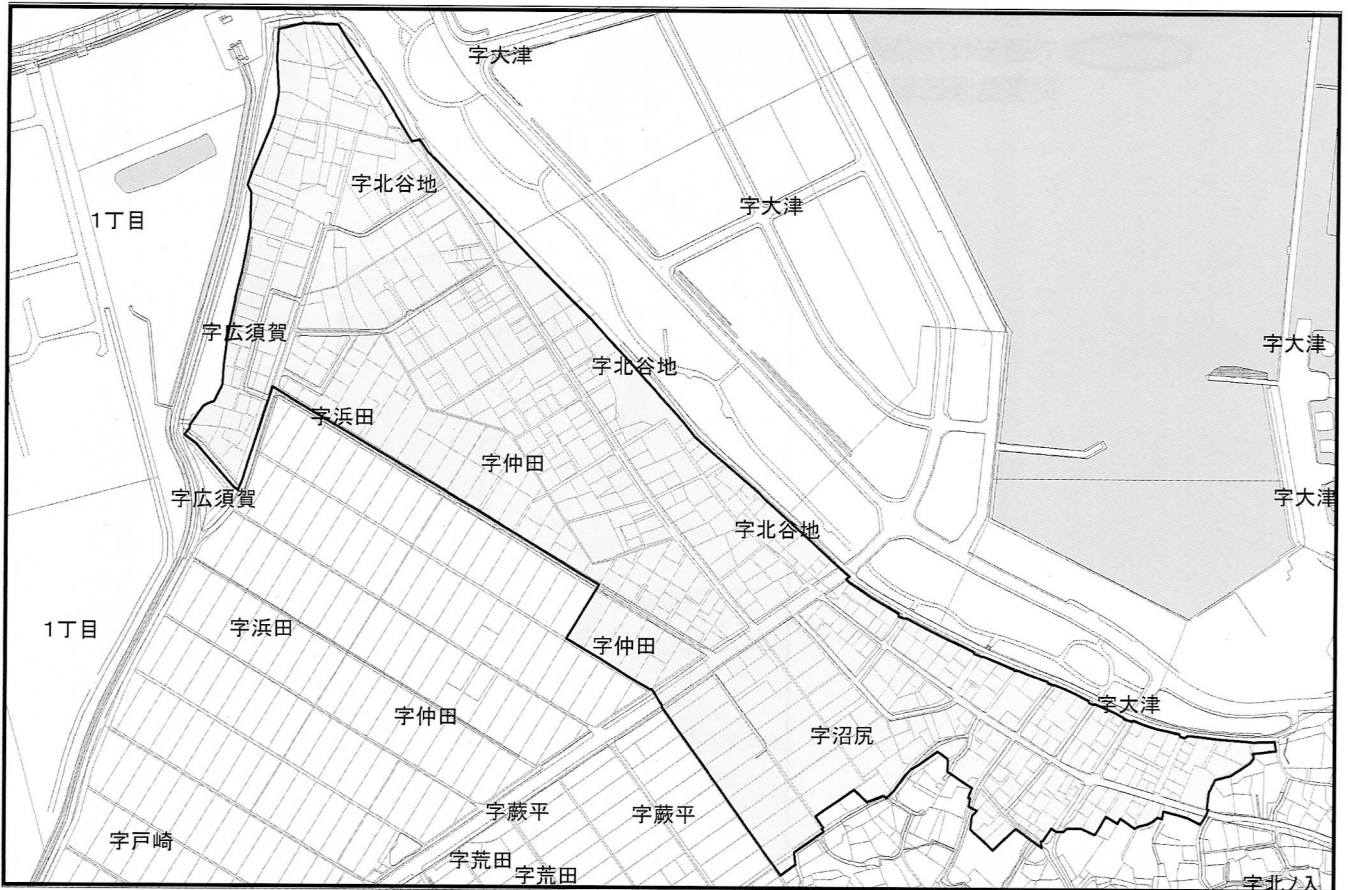 字大津
字北谷地
字大津
1丁目
字広須賀
字大津
字北谷地
字浜田
字仲田
字広須賀
字大津
字北谷地
1丁目
字浜田
字仲田
字仲田
字大津
字沼尻
字蕨平
字蕨平
字戸崎
字荒田
字荒田
字北ノ入